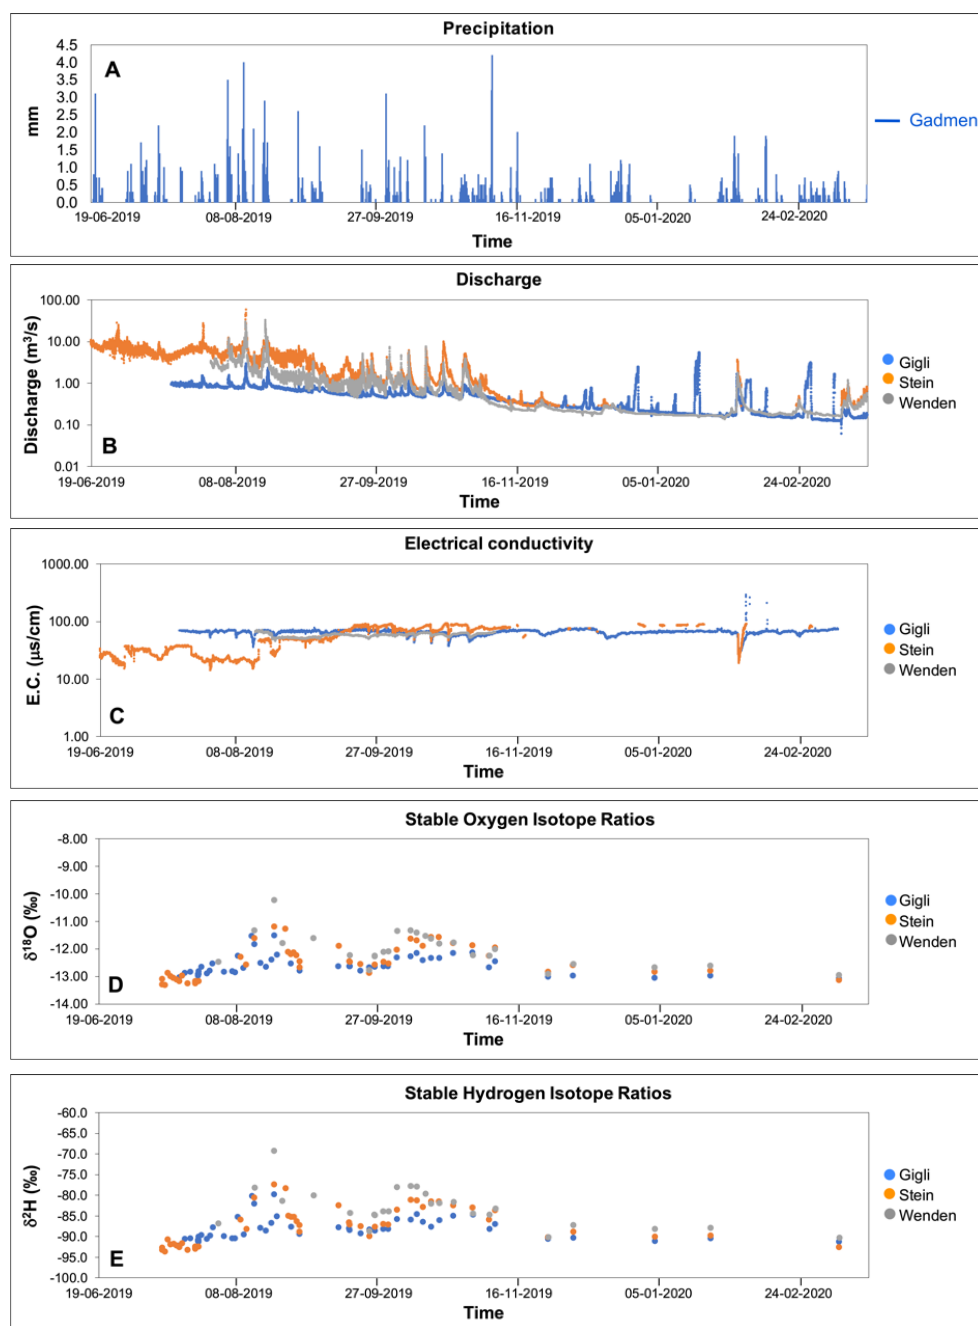 Precipitation
4.5
4.0
3.5
3.0
2.5
2.0
1.5
1.0
0.5
0.0
mm
A
Gadmen
19-06-2019 08-08-2019 27-09-2019 16-11-2019 05-01-2020 24-02-2020
Time
Discharge
100.00
10.00
1.00
0.10
0.01
Discharge (m³/s)
B
Gigli
Stein
Wenden
19-06-2019 08-08-2019 27-09-2019 16-11-2019 05-01-2020 24-02-2020
Time
Electrical conductivity
1000.00
100.00
10.00
1.00
E.C. (µs/cm)
C
Gigli
Stein
Wenden
19-06-2019 08-08-2019 27-09-2019 16-11-2019 05-01-2020 24-02-2020
Time
Stable Oxygen Isotope Ratios
-8.00
-9.00
-10.00
-11.00
-12.00
-13.00
-14.00
δ¹⁸O (‰)
D
Gigli
Stein
Wenden
19-06-2019 08-08-2019 27-09-2019 16-11-2019 05-01-2020 24-02-2020
Time
Stable Hydrogen Isotope Ratios
-60.0
-65.0
-70.0
-75.0
-80.0
-85.0
-90.0
-95.0
-100.0
δ²H (‰)
E
Gigli
Stein
Wenden
19-06-2019 08-08-2019 27-09-2019 16-11-2019 05-01-2020 24-02-2020
Time